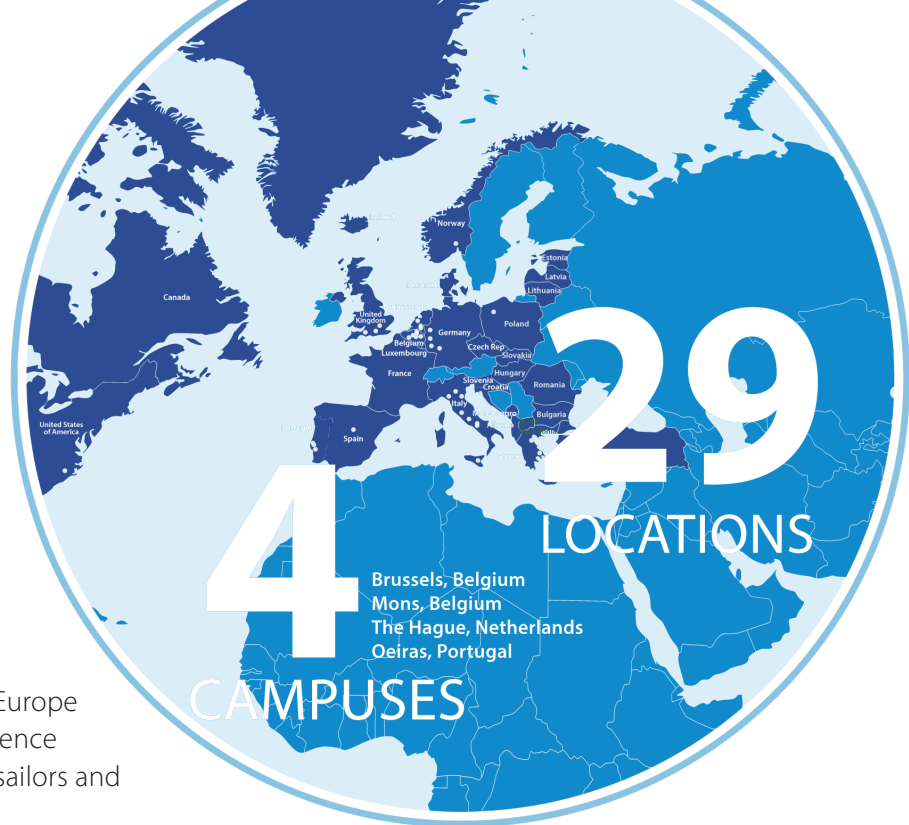 Norway
Estonia
Latvia
Lithuania
Canada
United
Kingdom
Poland
Germany
Belgium
Luxembourg
Czech Rep
Slovakia
France
Hungary
Slovenia
Croatia
Romania
Italy
Bulgaria
United States
of America
Spain
29
LOCATIONS
4
Brussels, Belgium
Mons, Belgium
The Hague, Netherlands
Oeiras, Portugal
CAMPUSES
Europe
ence
sailors and